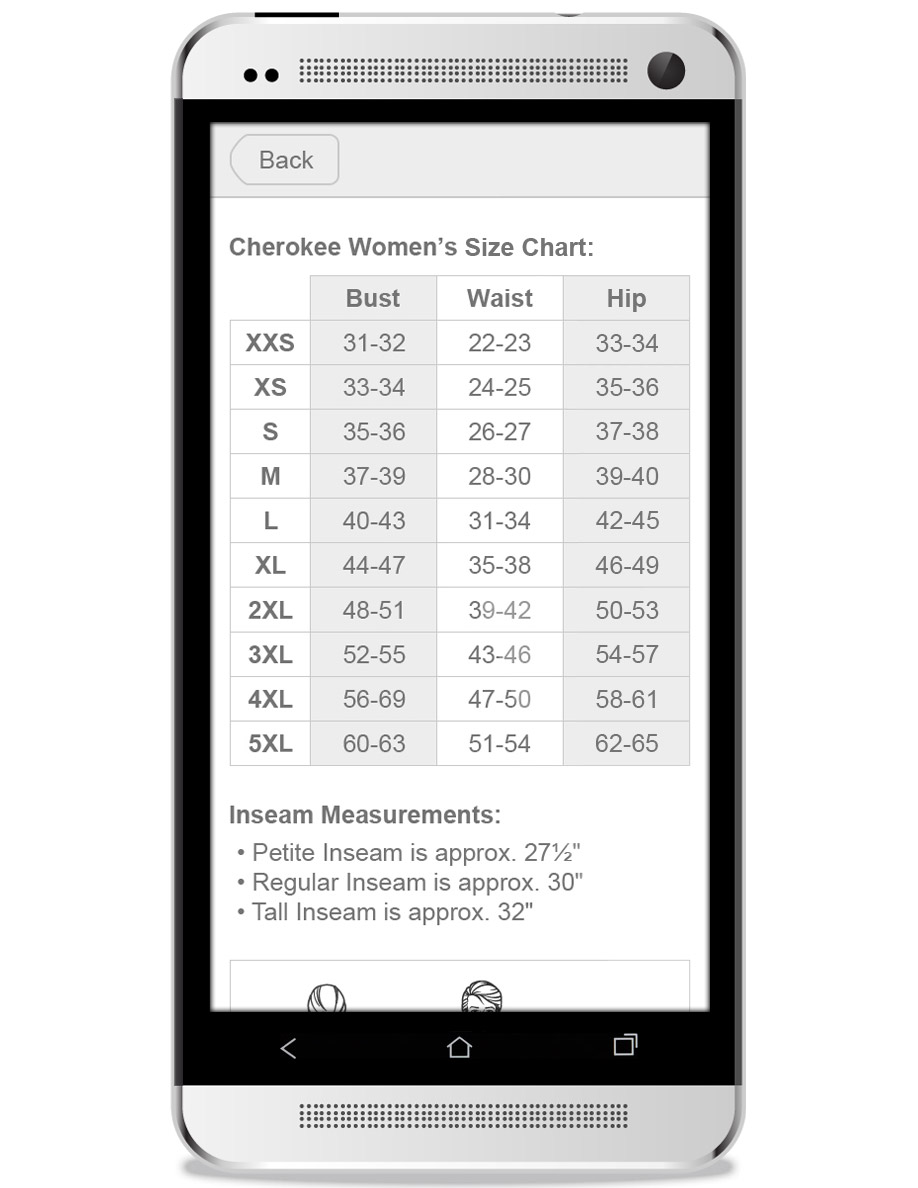 Back
Cherokee Women’s Size Chart:
Bust Waist Hip
XXS 31-32 22-23 33-34
XS 33-34 24-25 35-36
S 35-36 26-27 37-38
M 37-39 28-30 39-40
L 40-43 31-34 42-45
XL 44-47 35-38 46-49
2XL 48-51 39-42 50-53
3XL 52-55 43-46 54-57
4XL 56-69 47-50 58-61
5XL 60-63 51-54 62-65
Inseam Measurements:
• Petite Inseam is approx. 27½"
• Regular Inseam is approx. 30"
• Tall Inseam is approx. 32"